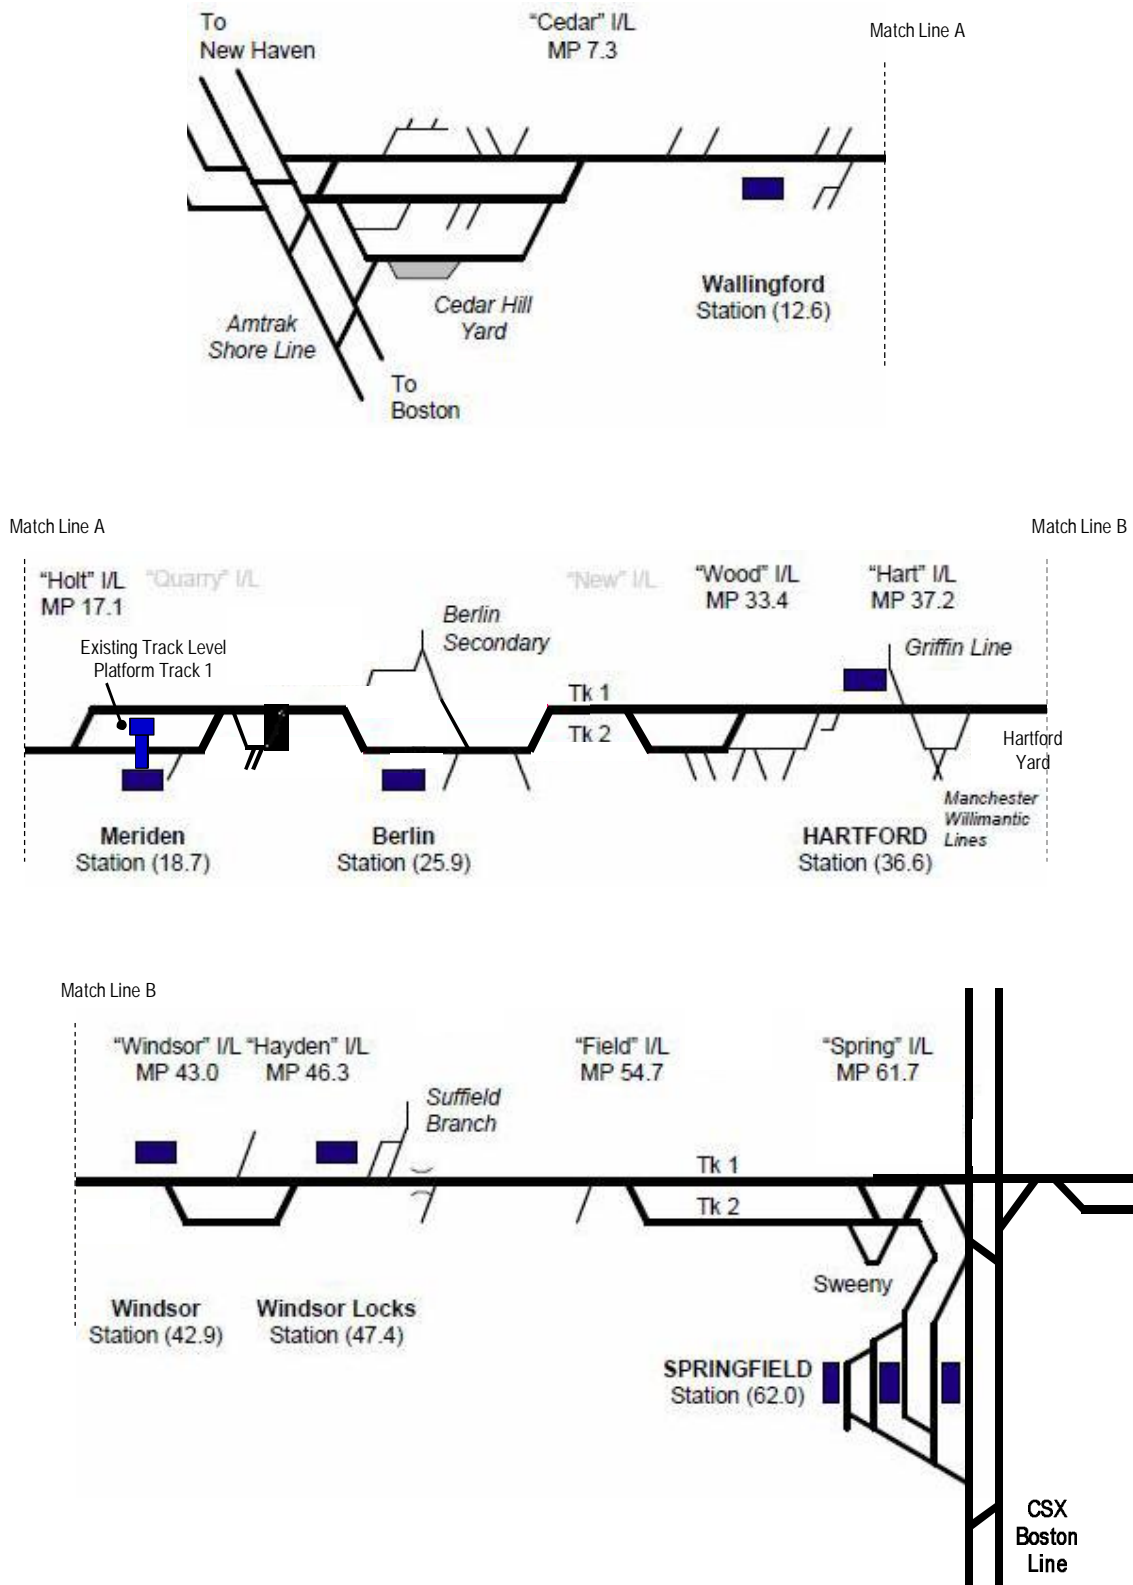 To
New Haven
“Cedar” I/L
MP 7.3
Match Line A
Wallingford
Station (12.6)
Cedar Hill
Yard
Amtrak
Shore Line
To
Boston
Match Line A
Match Line B
“Holt” I/L
MP 17.1
“Quarry” I/L
“New” I/L
“Wood” I/L
MP 33.4
“Hart” I/L
MP 37.2
Existing Track Level
Platform Track 1
Berlin
Secondary
Griffin Line
Tk 1
Tk 2
Hartford
Yard
Manchester
Willimantic
Lines
Meriden
Station (18.7)
Berlin
Station (25.9)
HARTFORD
Station (36.6)
Match Line B
“Windsor” I/L
MP 43.0
“Hayden” I/L
MP 46.3
“Field” I/L
MP 54.7
“Spring” I/L
MP 61.7
Suffield
Branch
Tk 1
Tk 2
Sweeny
Windsor
Station (42.9)
Windsor Locks
Station (47.4)
SPRINGFIELD
Station (62.0)
CSX
Boston
Line